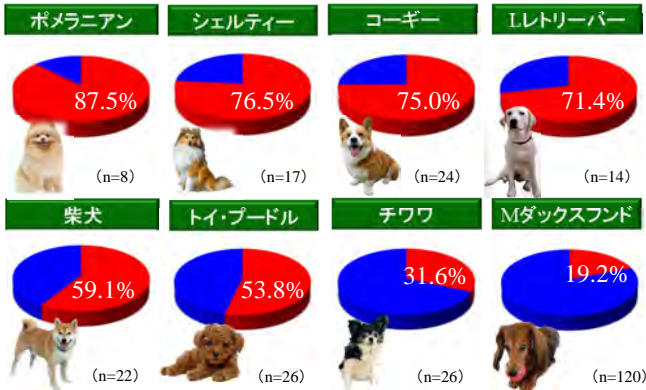 ポメラニアン
シェルティー
コーギー
Lレトリーバー
87.5%
76.5%
75.0%
71.4%
(n=8)
(n=17)
(n=24)
(n=14)
柴犬
トイ・プードル
チワワ
Mダックスフンド
59.1%
53.8%
31.6%
19.2%
(n=22)
(n=26)
(n=26)
(n=120)